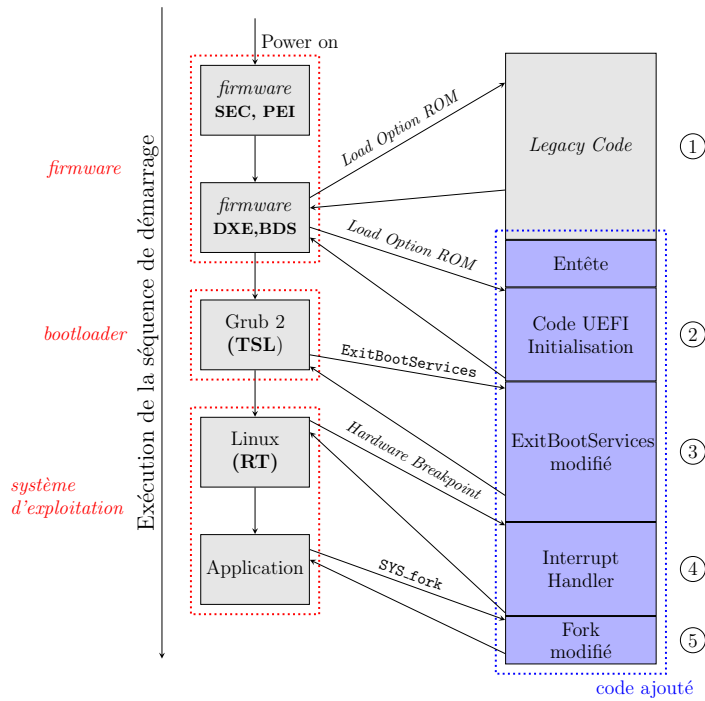 Power on
firmware
SEC, PEI
firmware
DXE,BDS
Grub 2
(TSL)
Linux
(RT)
Application
firmware
bootloader
système
d'exploitation
Exécution de la séquence de démarrage
Load Option ROM
Load Option ROM
ExitBootServices
Hardware Breakpoint
SYS_fork
Legacy Code
Entête
Code UEFI
Initialisation
ExitBootServices
modifié
Interrupt
Handler
Fork
modifié
1
2
3
4
5
code ajouté